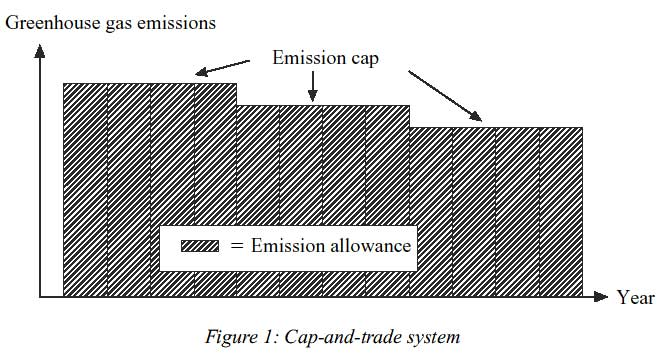 Greenhouse gas emissions
Emission cap
= Emission allowance
Year
Figure 1: Cap-and-trade system